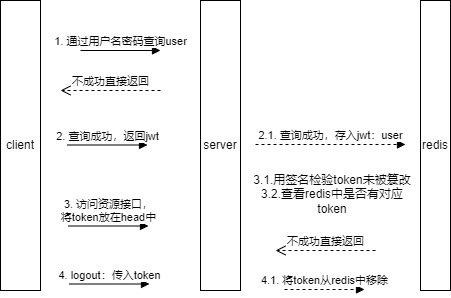 1. 通过用户名密码查询user
不成功直接返回
client
2. 查询成功，返回jwt
server
2.1. 查询成功，存入jwt：user
redis
3.1.用签名检验token未被篡改
3.2.查看redis中是否有对应
token
3. 访问资源接口，
将token放在head中
不成功直接返回
4. logout：传入token
4.1. 将token从redis中移除